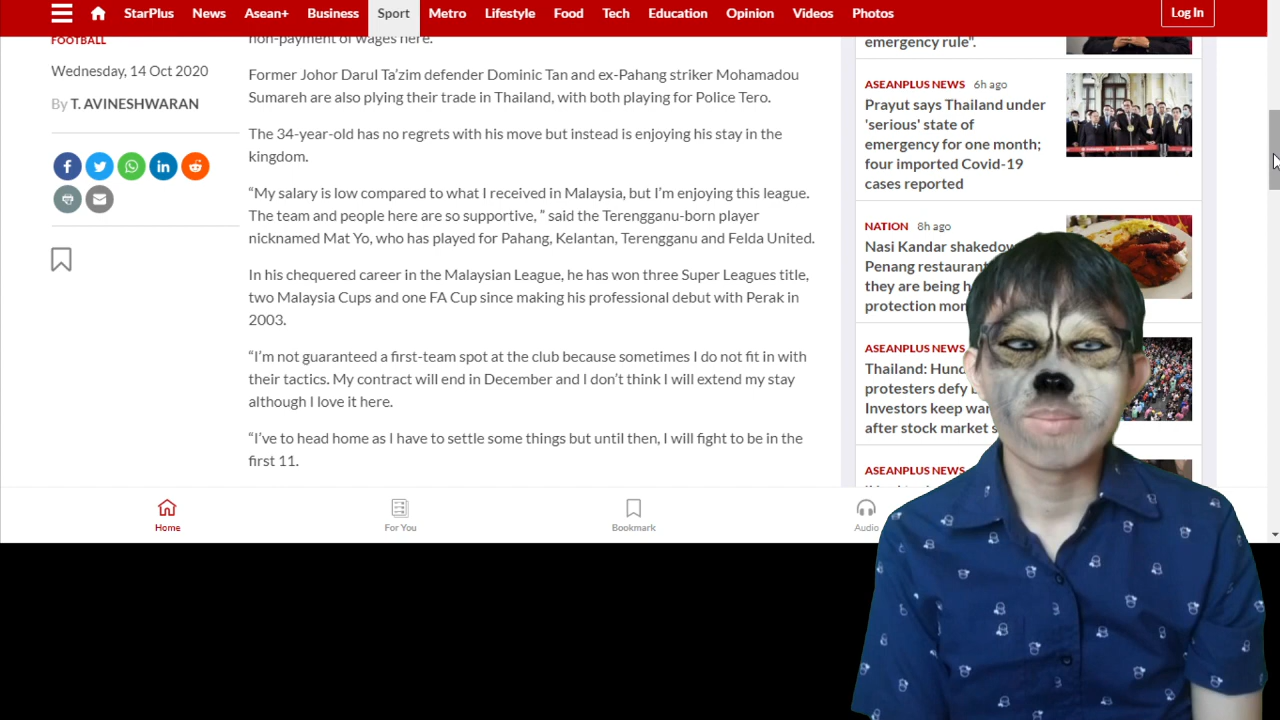 StarPlus News Asean+ Business Sport Metro Lifestyle Food Tech Education Opinion Videos Photos Log In
FOOTBALL
Wednesday, 14 Oct 2020
By T. AVINESHWARAN
non-payment of wages here.
Former Johor Darul Ta’zim defender Dominic Tan and ex-Pahang striker Mohamadou
Sumareh are also plying their trade in Thailand, with both playing for Police Tero.
The 34-year-old has no regrets with his move but instead is enjoying his stay in the
kingdom.
“My salary is low compared to what I received in Malaysia, but I’m enjoying this league.
The team and people here are so supportive, ” said the Terengganu-born player
nicknamed Mat Yo, who has played for Pahang, Kelantan, Terengganu and Felda United.
In his chequered career in the Malaysian League, he has won three Super Leagues title,
two Malaysia Cups and one FA Cup since making his professional debut with Perak in
2003.
“I’m not guaranteed a first-team spot at the club because sometimes I do not fit in with
their tactics. My contract will end in December and I don’t think I will extend my stay
although I love it here.
“I’ve to head home as I have to settle some things but until then, I will fight to be in the
first 11.
emergency rule".
ASEANPLUS NEWS 6h ago
Prayut says Thailand under
'serious' state of
emergency for one month;
four imported Covid-19
cases reported
NATION 8h ago
Nasi Kandar
Penang restaurant
they are being
protection
ASEANPLUS NEWS
Thailand:
protesters defy
Investors keep
after stock market
ASEANPLUS NEWS
Home
For You
Bookmark
Audio